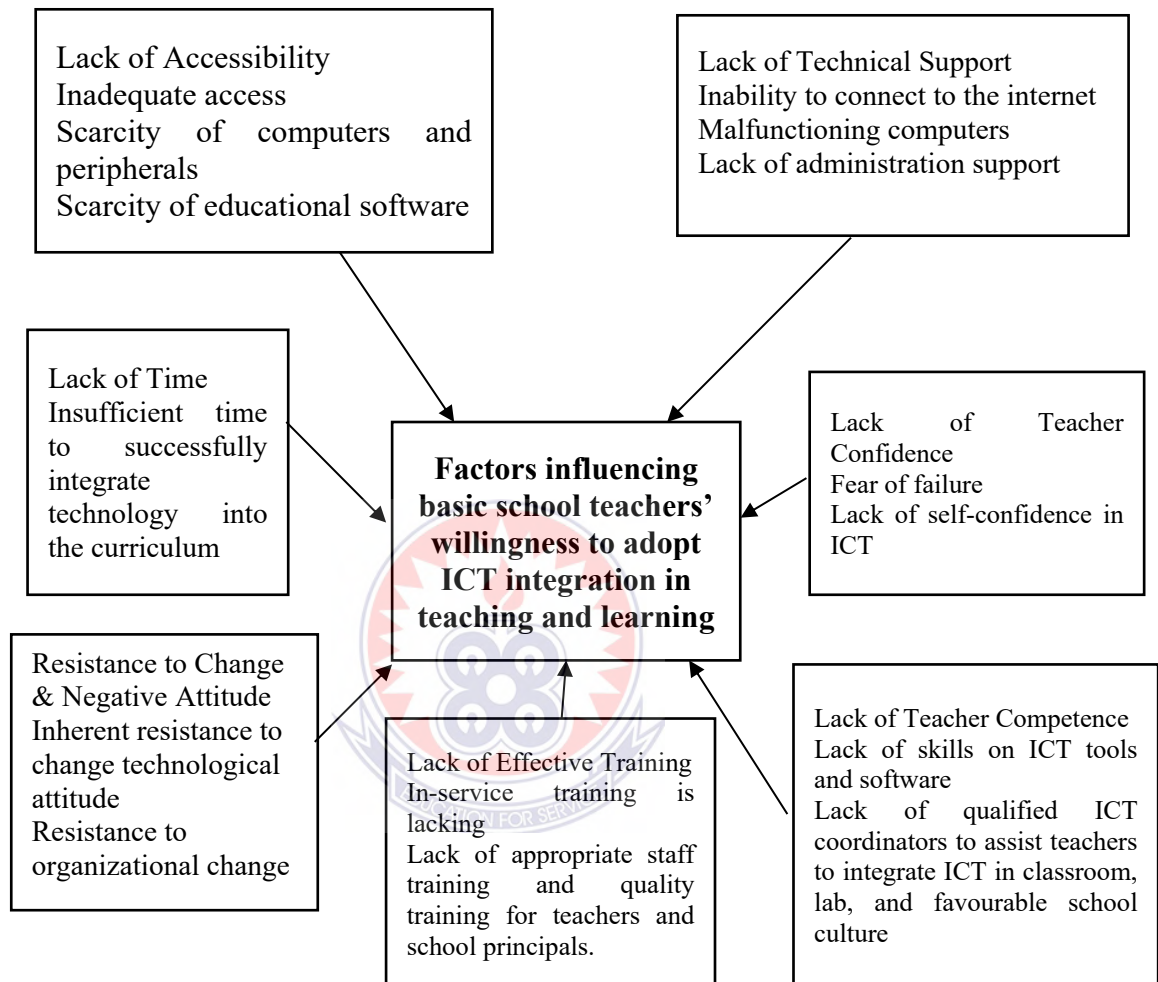 Lack of Accessibility
Inadequate access
Scarcity of computers and
peripherals
Scarcity of educational software
Lack of Technical Support
Inability to connect to the internet
Malfunctioning computers
Lack of administration support
Lack of Time
Insufficient time
to successfully
integrate
technology into
the curriculum
Factors influencing
basic school teachers’
willingness to adopt
ICT integration in
teaching and learning
Lack of Teacher
Confidence
Fear of failure
Lack of self-confidence in
ICT
Resistance to Change
& Negative Attitude
Inherent resistance to
change technological
attitude
Resistance to
organizational change
Lack of Effective Training
In-service training is
lacking
Lack of appropriate staff
training and quality
training for teachers and
school principals.
Lack of Teacher Competence
Lack of skills on ICT tools
and software
Lack of qualified ICT
coordinators to assist teachers
to integrate ICT in classroom,
lab, and favourable school
culture
EDUCATION FOR SERVICE